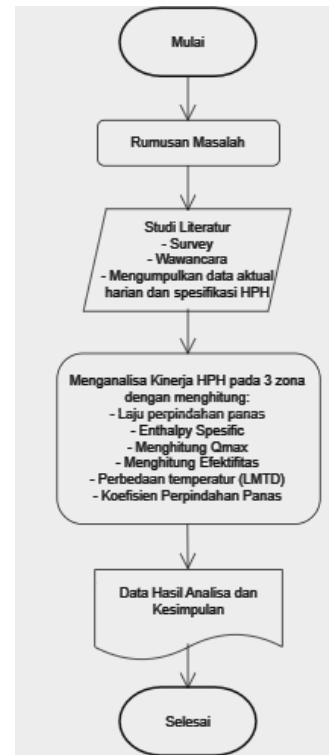 Mulai
Rumusan Masalah
Studi Literatur
- Survey
- Wawancara
- Mengumpulkan data aktual
harian dan spesifikasi HPH
Menganalisa Kinerja HPH pada 3 zona
dengan menghitung:
- Laju perpindahan panas
- Enthalpy Spesific
- Menghitung Qmax
- Menghitung Efektifitas
- Perbedaan temperatur (LMTD)
- Koefisien Perpindahan Panas
Data Hasil Analisa dan
Kesimpulan
Selesai